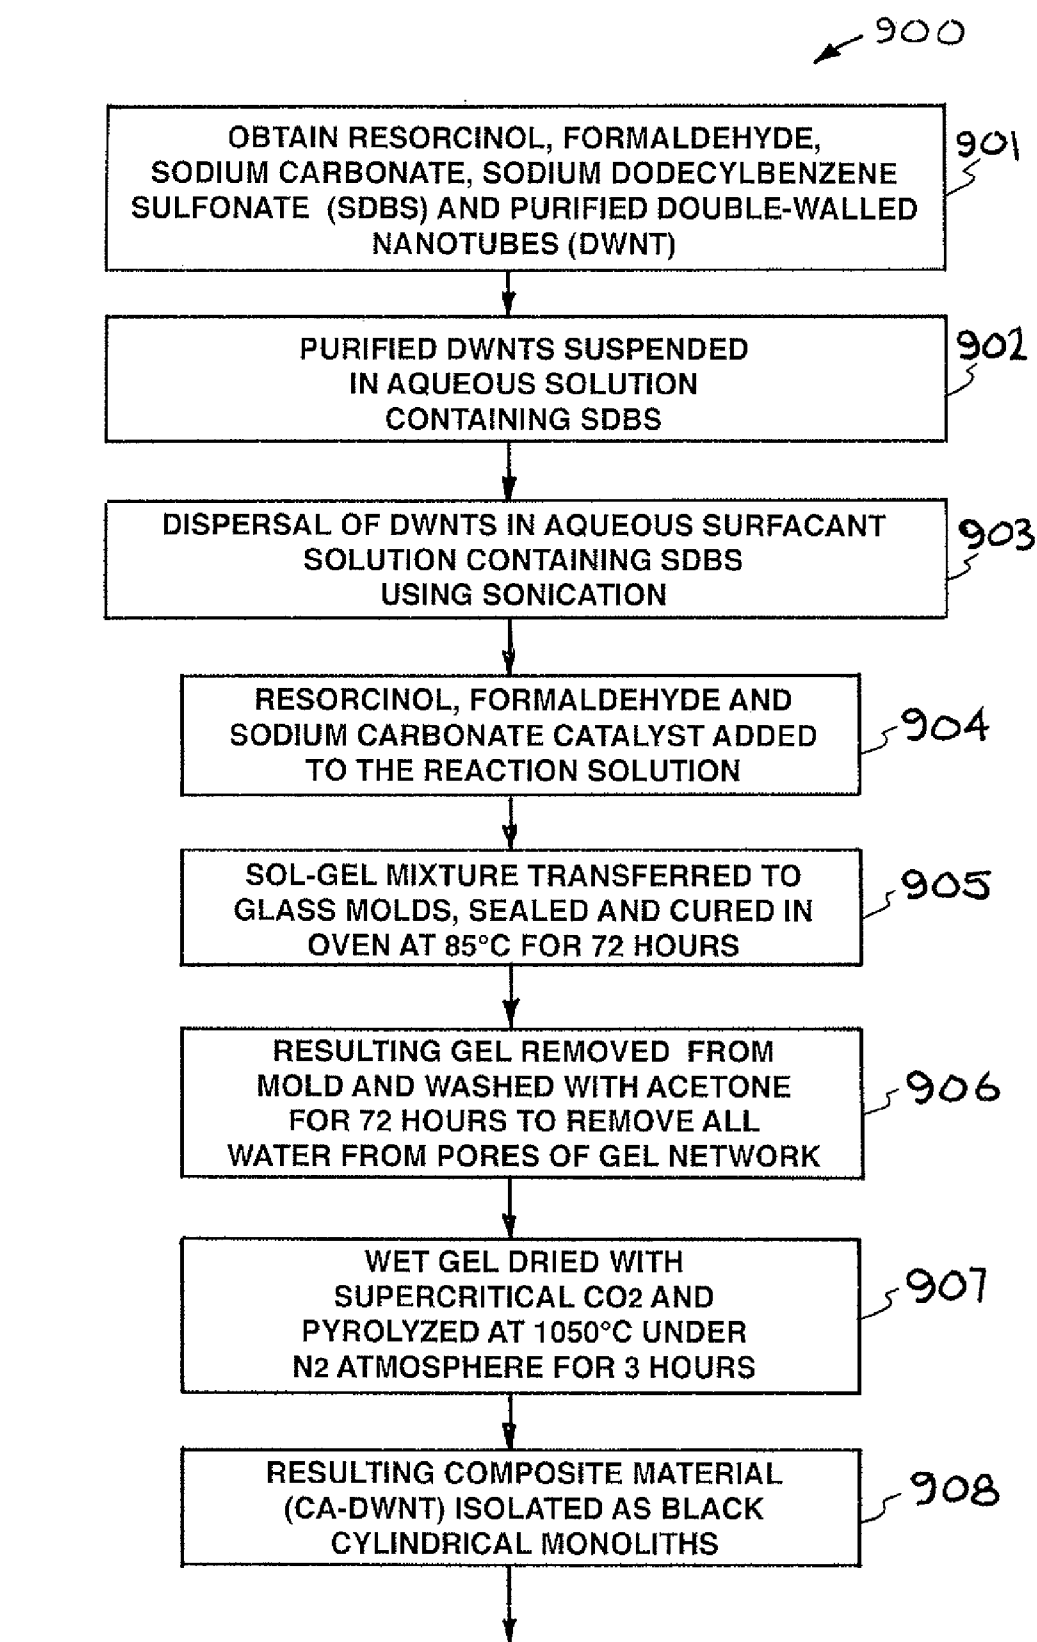 900
OBTAIN RESORCINOL, FORMALDEHYDE,
SODIUM CARBONATE, SODIUM DODECYLBENZENE
SULFONATE (SDBS) AND PURIFIED DOUBLE-WALLED
NANOTUBES (DWNT)
901
PURIFIED DWNTS SUSPENDED
IN AQUEOUS SOLUTION
CONTAINING SDBS
902
DISPERSAL OF DWNTS IN AQUEOUS SURFACANT
SOLUTION CONTAINING SDBS
USING SONICATION
903
RESORCINOL, FORMALDEHYDE AND
SODIUM CARBONATE CATALYST ADDED
TO THE REACTION SOLUTION
904
SOL-GEL MIXTURE TRANSFERRED TO
GLASS MOLDS, SEALED AND CURED IN
OVEN AT 85°C FOR 72 HOURS
905
RESULTING GEL REMOVED FROM
MOLD AND WASHED WITH ACETONE
FOR 72 HOURS TO REMOVE ALL
WATER FROM PORES OF GEL NETWORK
906
WET GEL DRIED WITH
SUPERCRITICAL CO2 AND
PYROLYZED AT 1050°C UNDER
N2 ATMOSPHERE FOR 3 HOURS
907
RESULTING COMPOSITE MATERIAL
(CA-DWNT) ISOLATED AS BLACK
CYLINDRICAL MONOLITHS
908